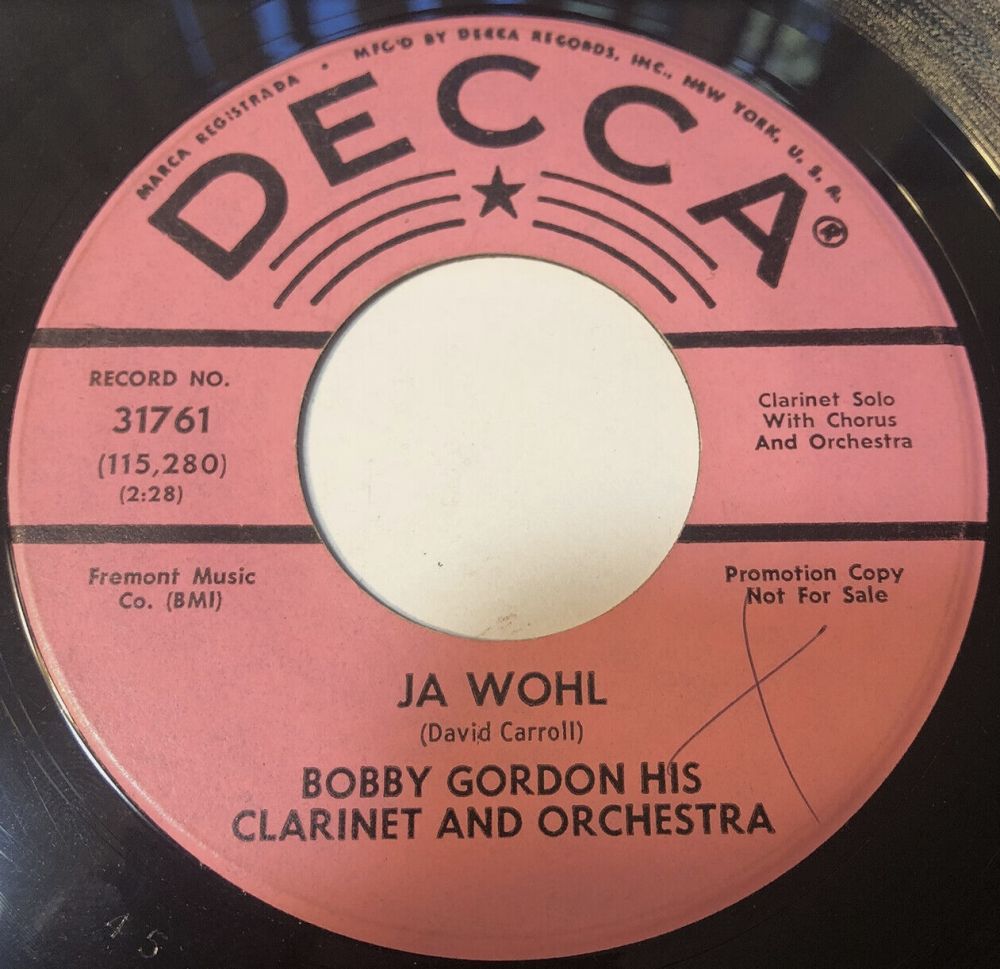 MARCA REGISTRADA • MFG'D BY DECCA RECORDS, INC., NEW YORK, U. S. A.
DECCA®
RECORD NO.
31761
(115,280)
(2:28)
Clarinet Solo
With Chorus
And Orchestra
Fremont Music
Co. (BMI)
Promotion Copy
Not For Sale
JA WOHL
(David Carroll)
BOBBY GORDON HIS
CLARINET AND ORCHESTRA
45